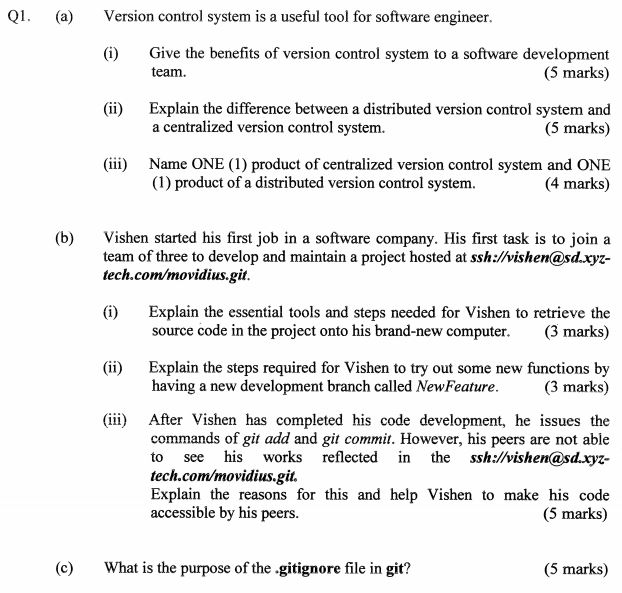 Q1. (a) Version control system is a useful tool for software engineer.
(i) Give the benefits of version control system to a software development
team. (5 marks)
(ii) Explain the difference between a distributed version control system and
a centralized version control system. (5 marks)
(iii) Name ONE (1) product of centralized version control system and ONE
(1) product of a distributed version control system. (4 marks)
(b) Vishen started his first job in a software company. His first task is to join a
team of three to develop and maintain a project hosted at ssh://vishen@sd.xyz-
tech.com/movidius.git.
(i) Explain the essential tools and steps needed for Vishen to retrieve the
source code in the project onto his brand-new computer. (3 marks)
(ii) Explain the steps required for Vishen to try out some new functions by
having a new development branch called NewFeature. (3 marks)
(iii) After Vishen has completed his code development, he issues the
commands of git add and git commit. However, his peers are not able
to see his works reflected in the ssh://vishen@sd.xyz-
tech.com/movidius.git.
Explain the reasons for this and help Vishen to make his code
accessible by his peers. (5 marks)
(c) What is the purpose of the .gitignore file in git? (5 marks)